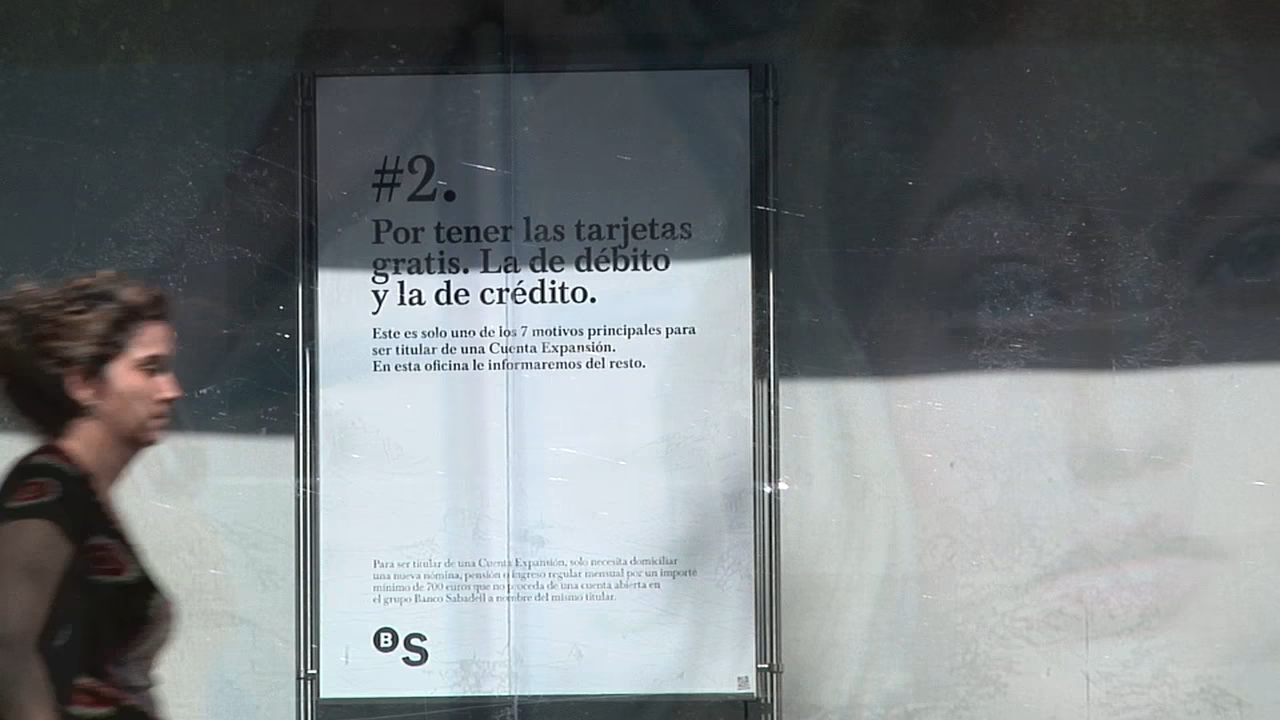 #2.
Por tener las tarjetas
gratis. La de débito
y la de crédito.
Este es solo uno de los 7 motivos principales para
ser titular de una Cuenta Expansión.
En esta oficina le informaremos del resto.
Para ser titular de una Cuenta Expansión, solo necesita domiciliar
una nueva nómina, pensión o ingreso regular mensual por un importe
mínimo de 700 euros que no proceda de una cuenta abierta en
el grupo Banco Sabadell a nombre del mismo titular.
BS